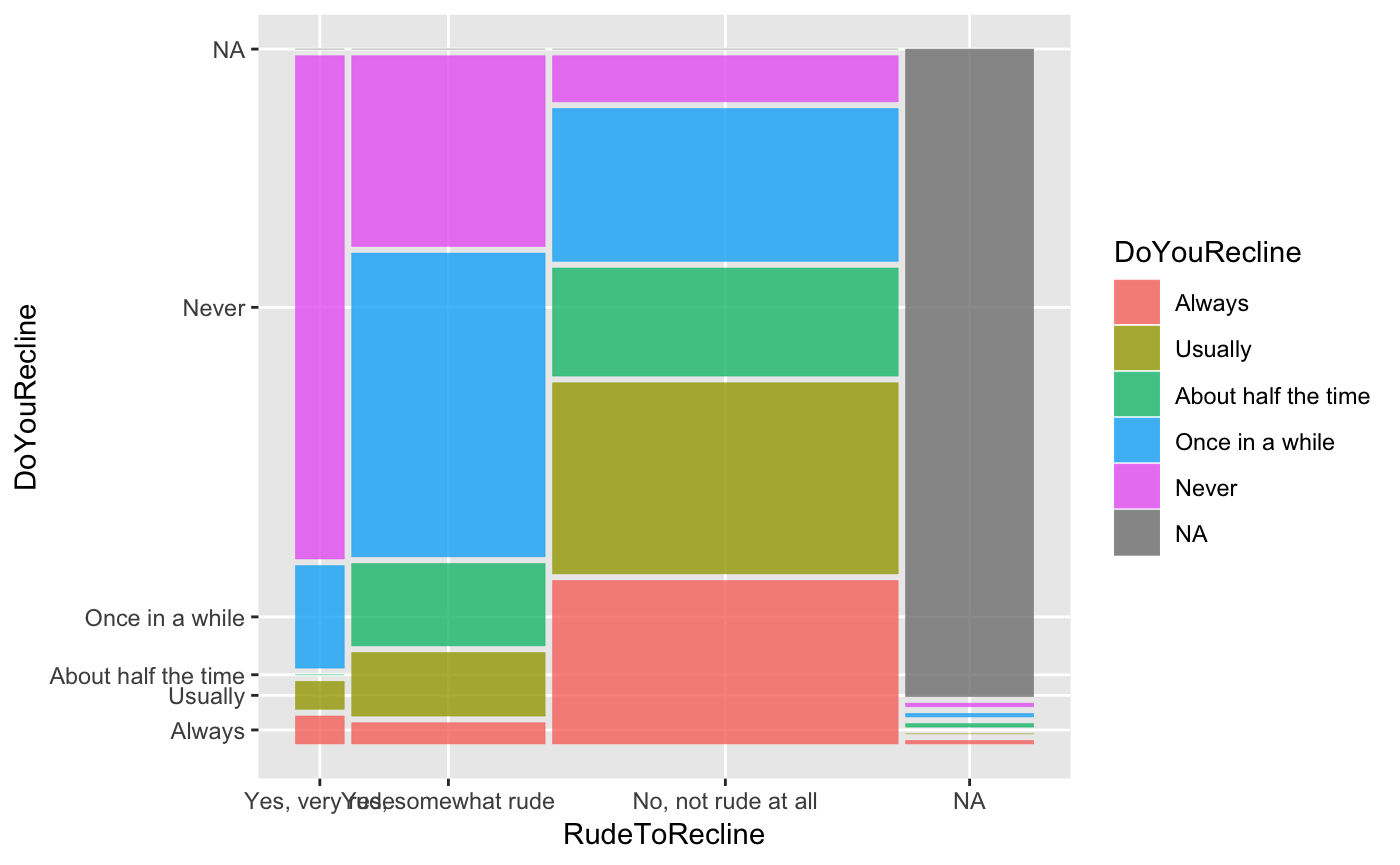 NA
Never
Once in a while
About half the time
Usually
Always
DoYouRecline
Yes, very rude
Yes, somewhat rude
No, not rude at all
NA
RudeToRecline
DoYouRecline
Always
Usually
About half the time
Once in a while
Never
NA